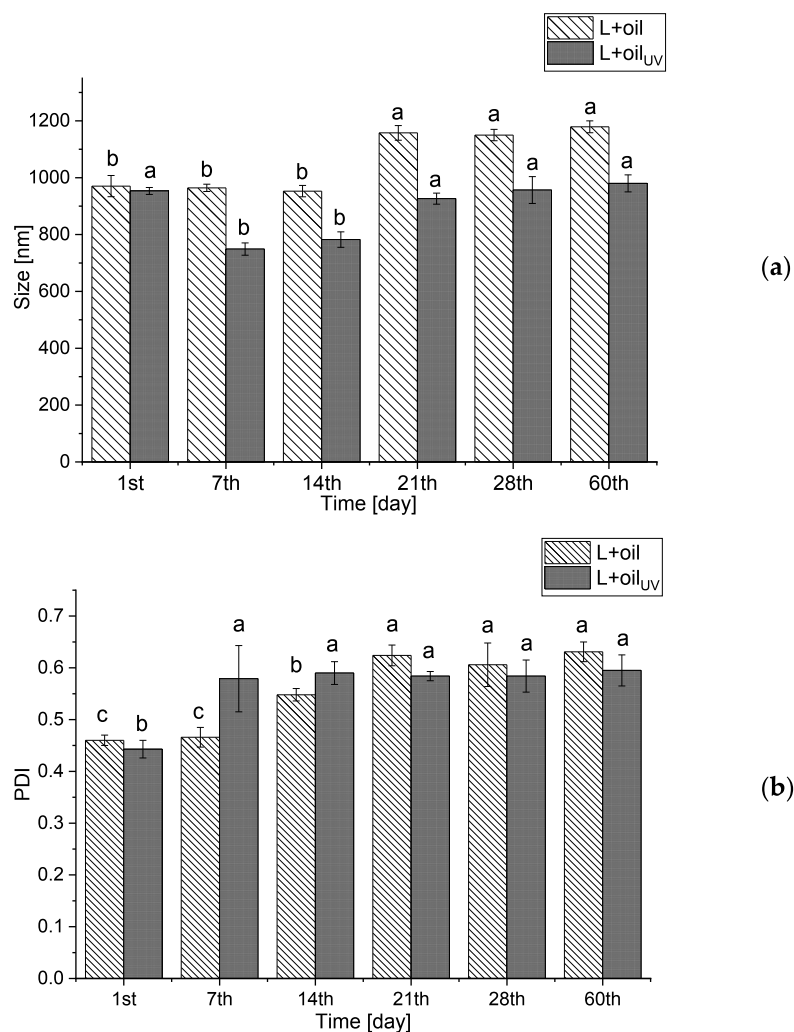 L+oil
L+oilUV
a
a
a
b
a
b
b
a
a
a
b
b
1200
1000
800
600
400
200
0
Size [nm]
1st
7th
14th
21th
28th
60th
Time [day]
(a)
L+oil
L+oilUV
0.7
0.6
0.5
0.4
0.3
0.2
0.1
0.0
PDI
c
b
c
a
b
a
a
a
a
a
a
a
1st
7th
14th
21th
28th
60th
Time [day]
(b)